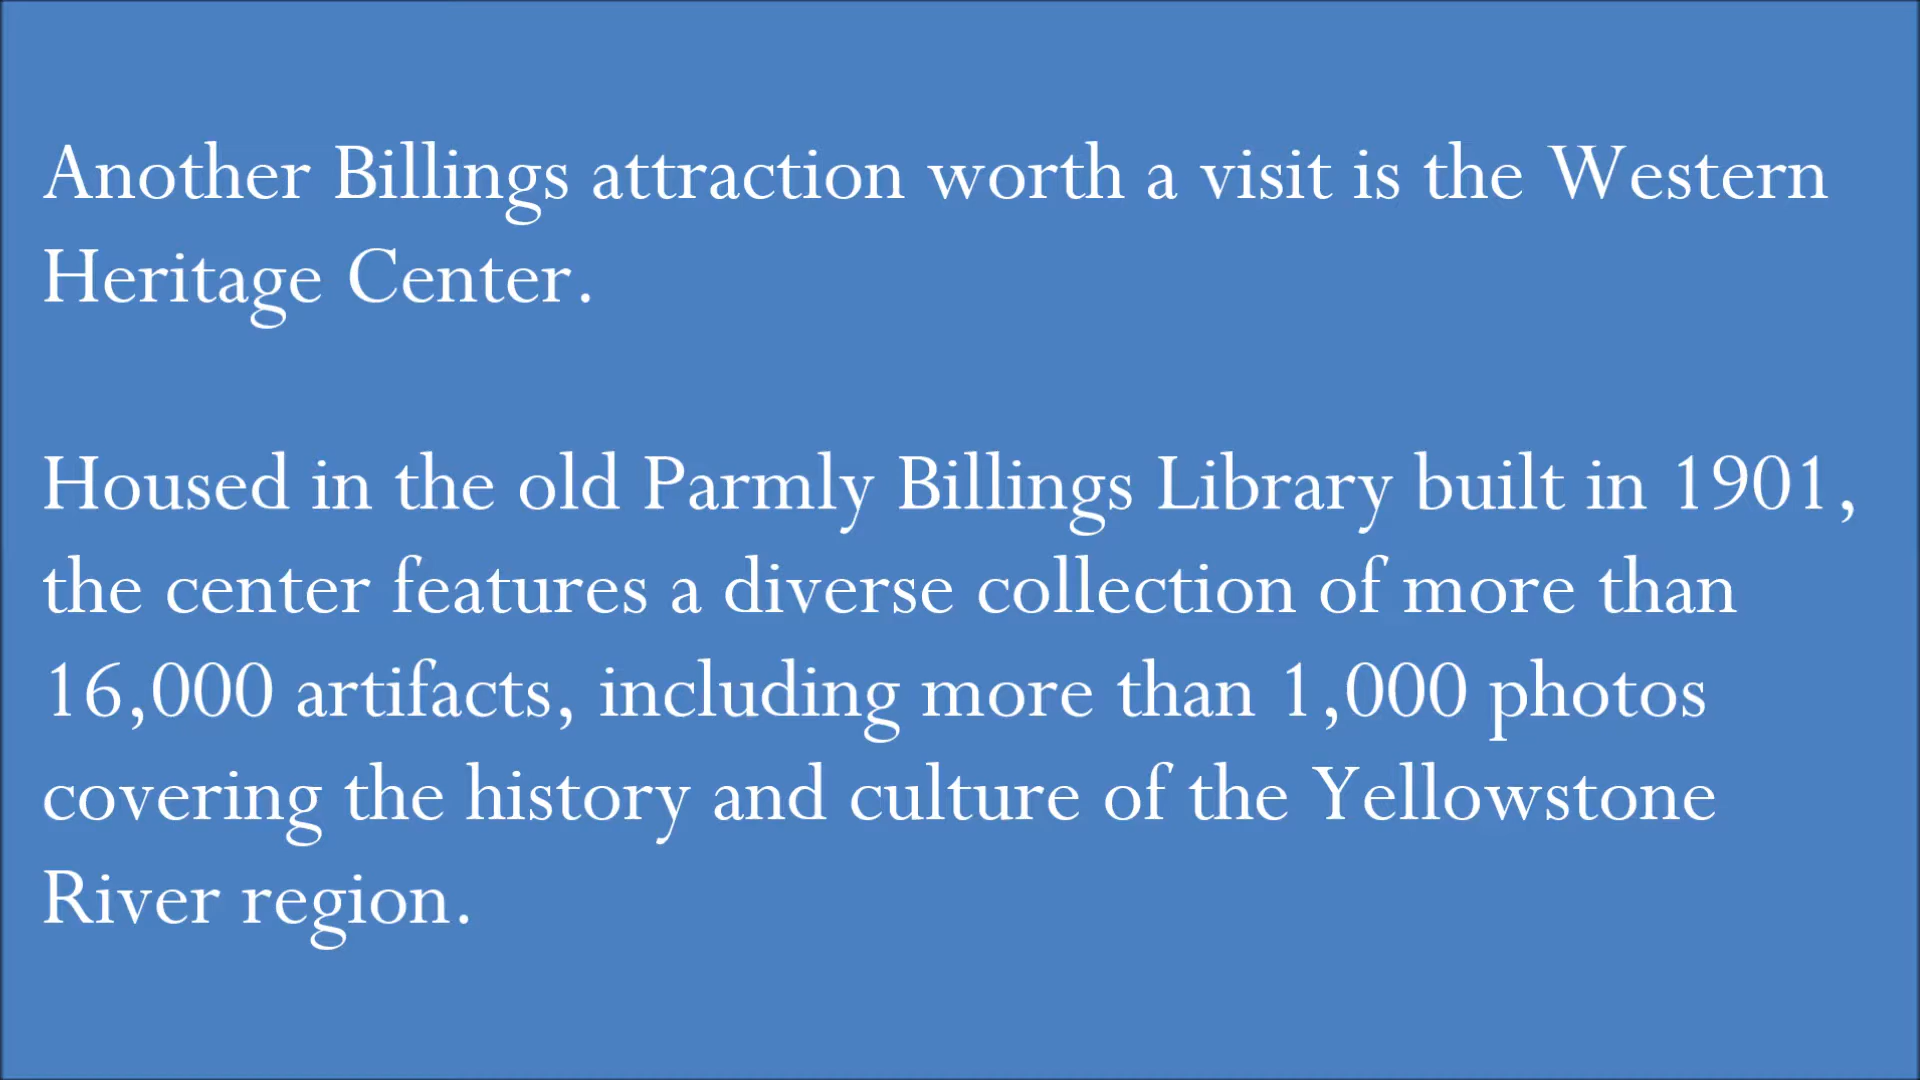 Another Billings attraction worth a visit is the Western
Heritage Center.
Housed in the old Parmly Billings Library built in 1901,
the center features a diverse collection of more than
16,000 artifacts, including more than 1,000 photos
covering the history and culture of the Yellowstone
River region.